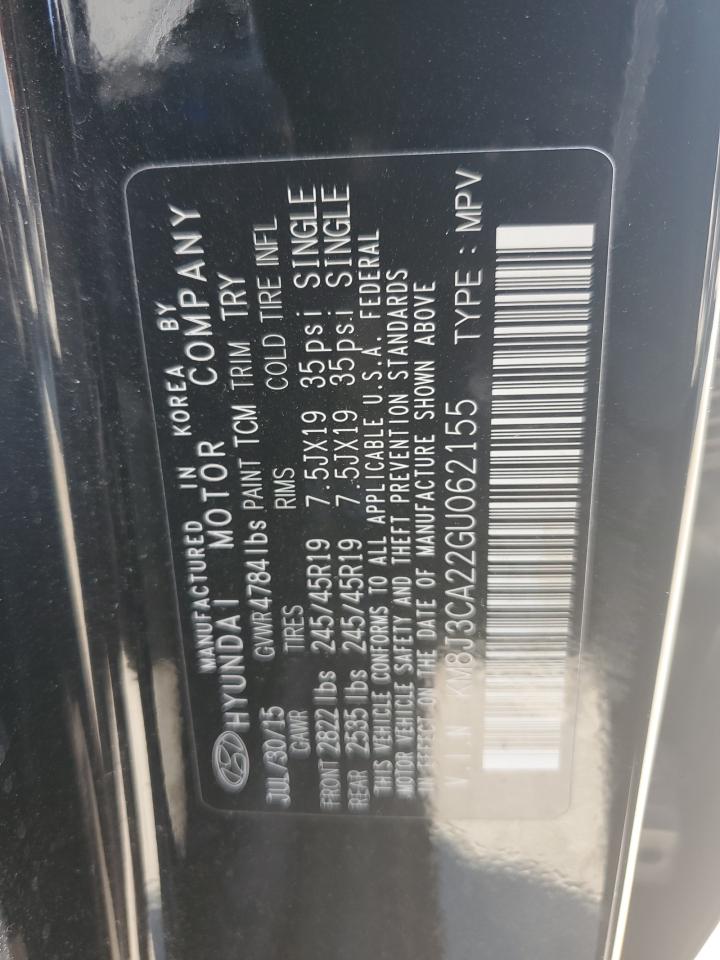 MANUFACTURED IN KOREA BY
HYUNDAI MOTOR COMPANY
JUL/30/15 GVWR 4784 lbs PAINT TCM TRIM TRY
GAWR TIRES RIMS COLD TIRE INFL
FRONT 2822 lbs 245/45R19 7.5JX19 35psi SINGLE
REAR 2535 lbs 245/45R19 7.5JX19 35psi SINGLE
THIS VEHICLE CONFORMS TO ALL APPLICABLE U.S.A. FEDERAL
MOTOR VEHICLE SAFETY AND THEFT PREVENTION STANDARDS
IN EFFECT ON THE DATE OF MANUFACTURE SHOWN ABOVE
V.I.N KM8J3CA22GU062155 TYPE : MPV